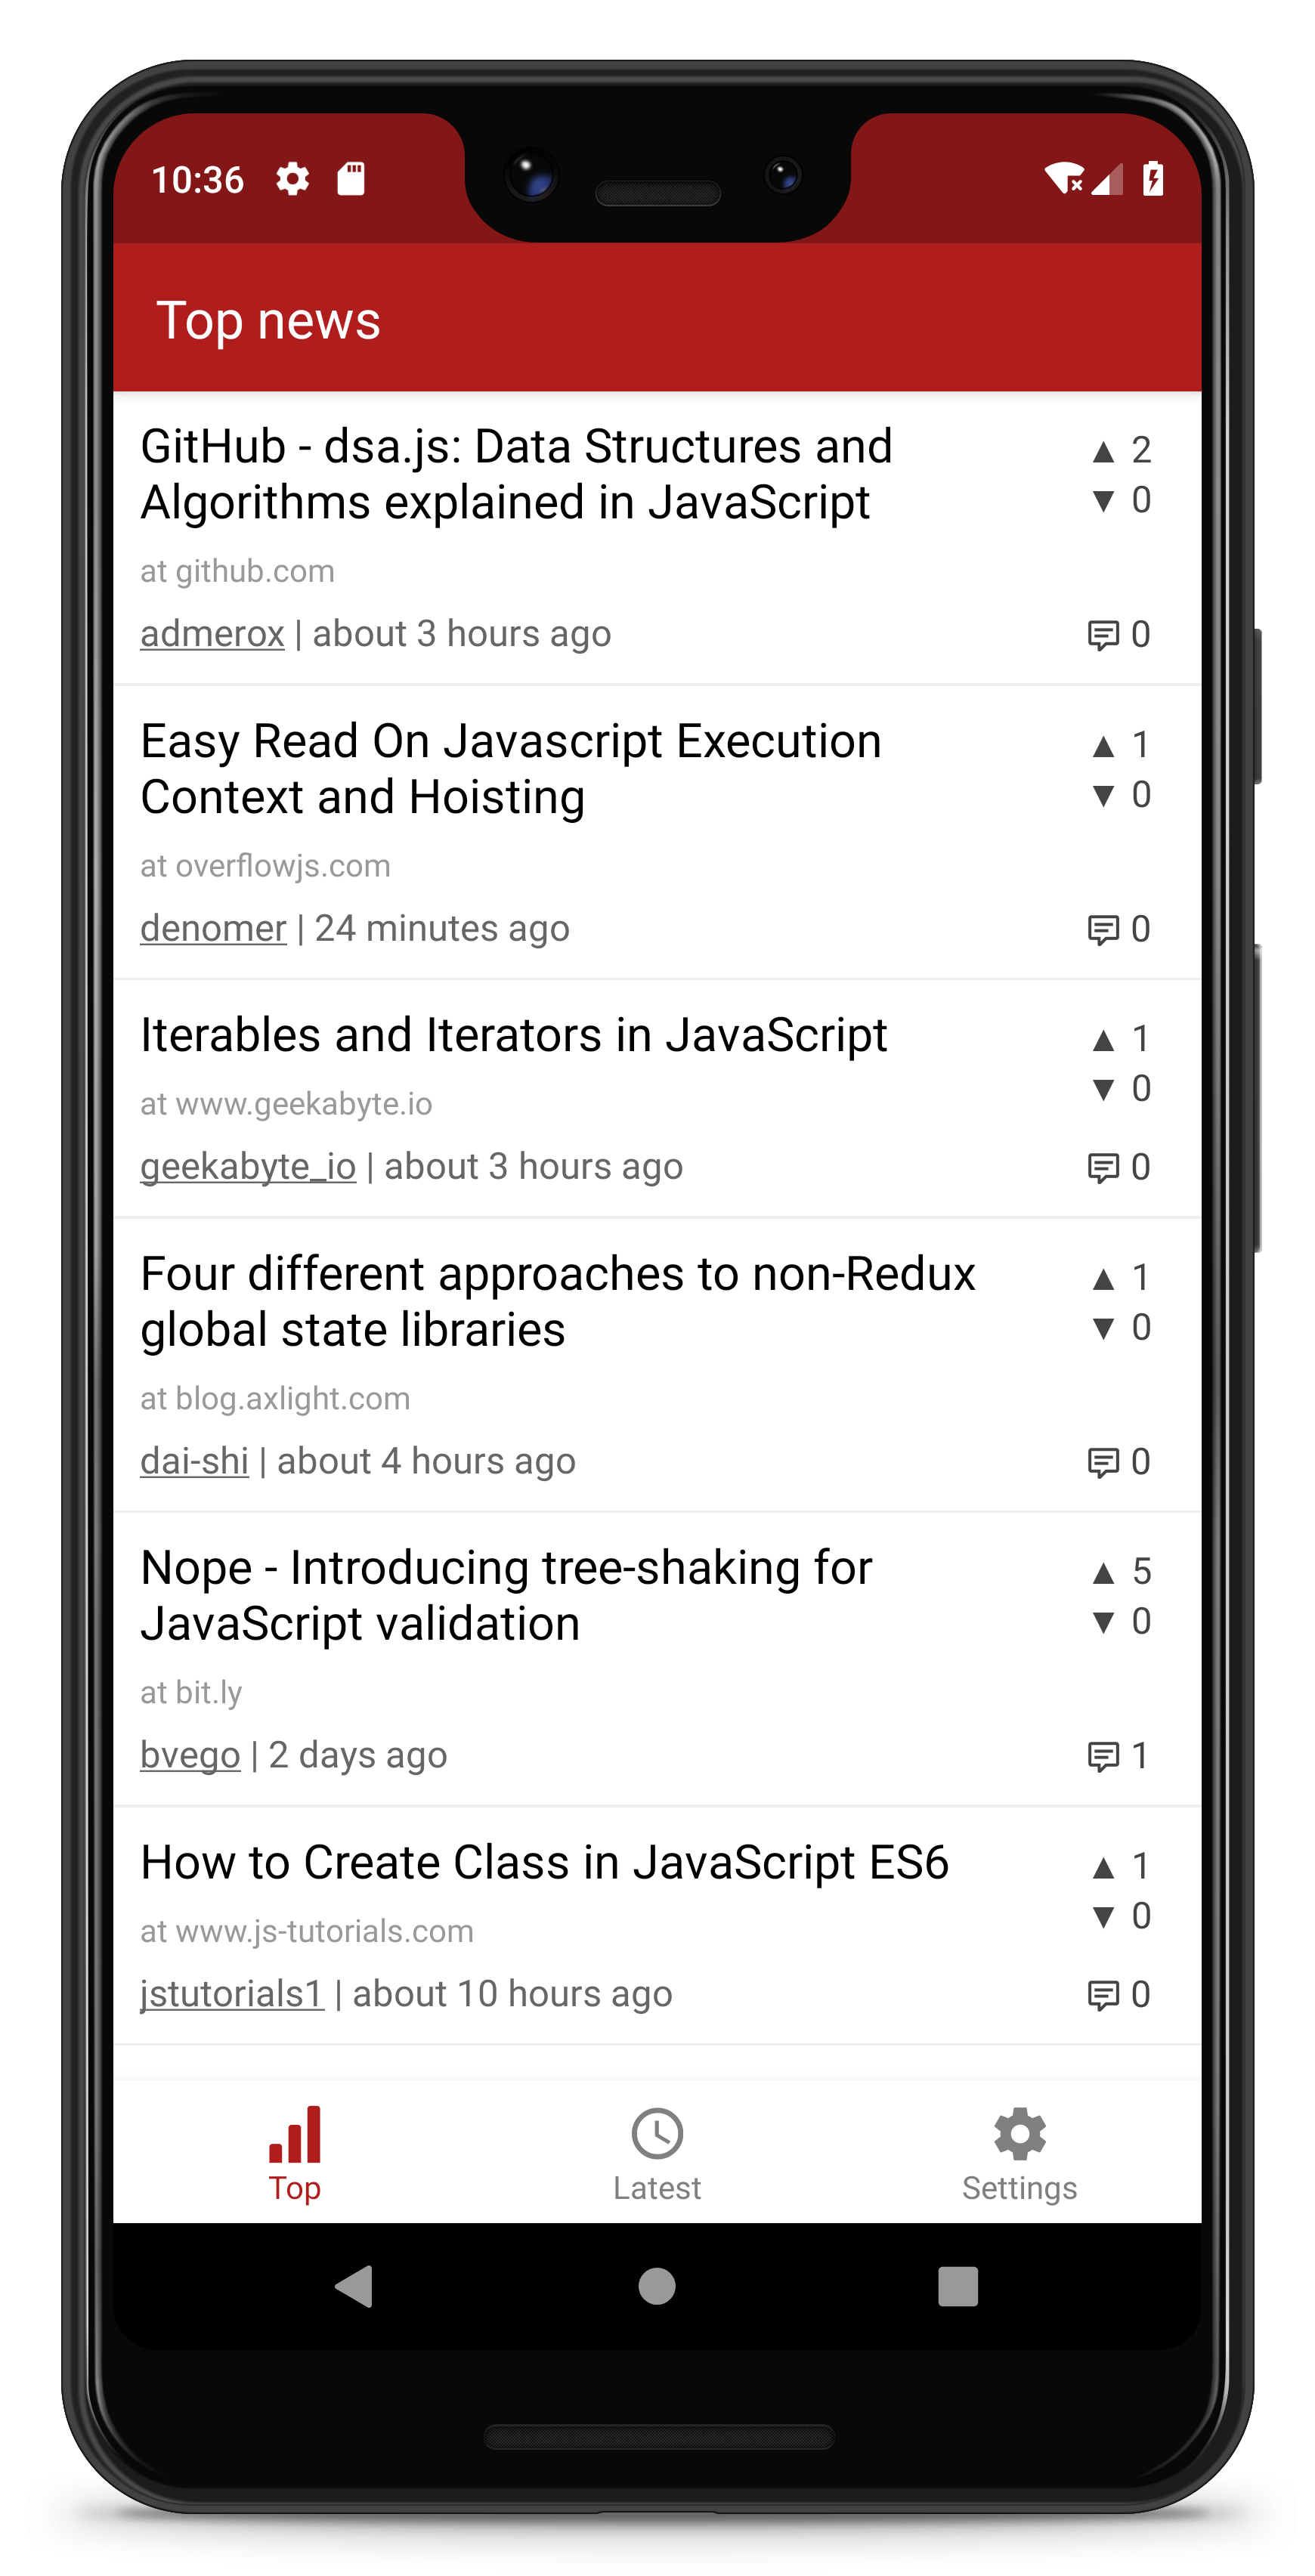 10:36
Top news
GitHub - dsa.js: Data Structures and
Algorithms explained in JavaScript
▲ 2
▼ 0
at github.com
admerox | about 3 hours ago
0
Easy Read On Javascript Execution
Context and Hoisting
▲ 1
▼ 0
at overflowjs.com
denomer | 24 minutes ago
0
Iterables and Iterators in JavaScript
▲ 1
▼ 0
at www.geekabyte.io
geekabyte_io | about 3 hours ago
0
Four different approaches to non-Redux
global state libraries
▲ 1
▼ 0
at blog.axlight.com
dai-shi | about 4 hours ago
0
Nope - Introducing tree-shaking for
JavaScript validation
▲ 5
▼ 0
at bit.ly
bvego | 2 days ago
1
How to Create Class in JavaScript ES6
▲ 1
▼ 0
at www.js-tutorials.com
jstutorials1 | about 10 hours ago
0
Top
Latest
Settings